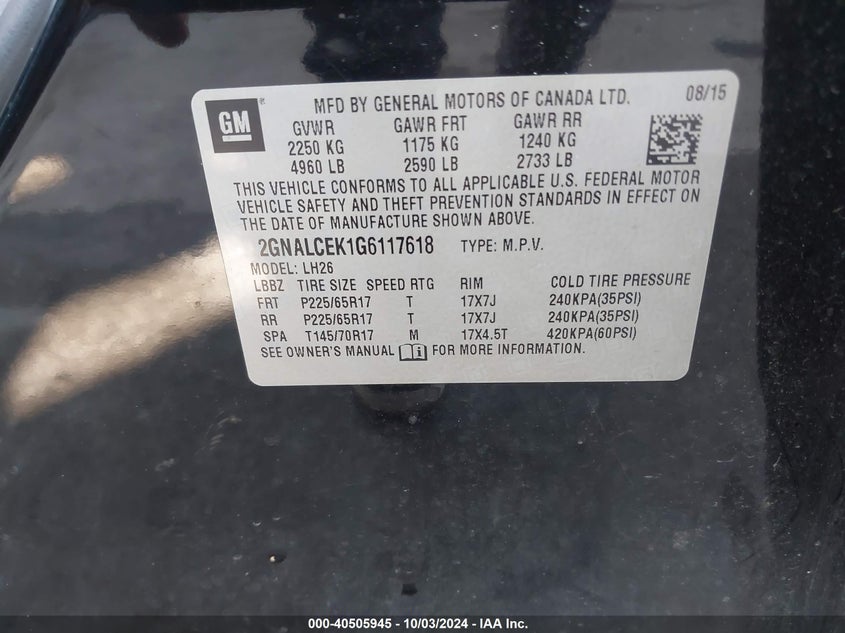 GM
MFD BY GENERAL MOTORS OF CANADA LTD. 08/15
GVWR GAWR FRT GAWR RR
2250 KG 1175 KG 1240 KG
4960 LB 2590 LB 2733 LB
THIS VEHICLE CONFORMS TO ALL APPLICABLE U.S. FEDERAL MOTOR
VEHICLE SAFETY AND THEFT PREVENTION STANDARDS IN EFFECT ON
THE DATE OF MANUFACTURE SHOWN ABOVE.
2GNALCEK1G6117618 TYPE: M.P.V.
MODEL: LH26
LBBZ TIRE SIZE SPEED RTG RIM COLD TIRE PRESSURE
FRT P225/65R17 T 17X7J 240KPA(35PSI)
RR P225/65R17 T 17X7J 240KPA(35PSI)
SPA T145/70R17 M 17X4.5T 420KPA(60PSI)
SEE OWNER'S MANUAL FOR MORE INFORMATION.
000-40505945 - 10/03/2024 - IAA Inc.